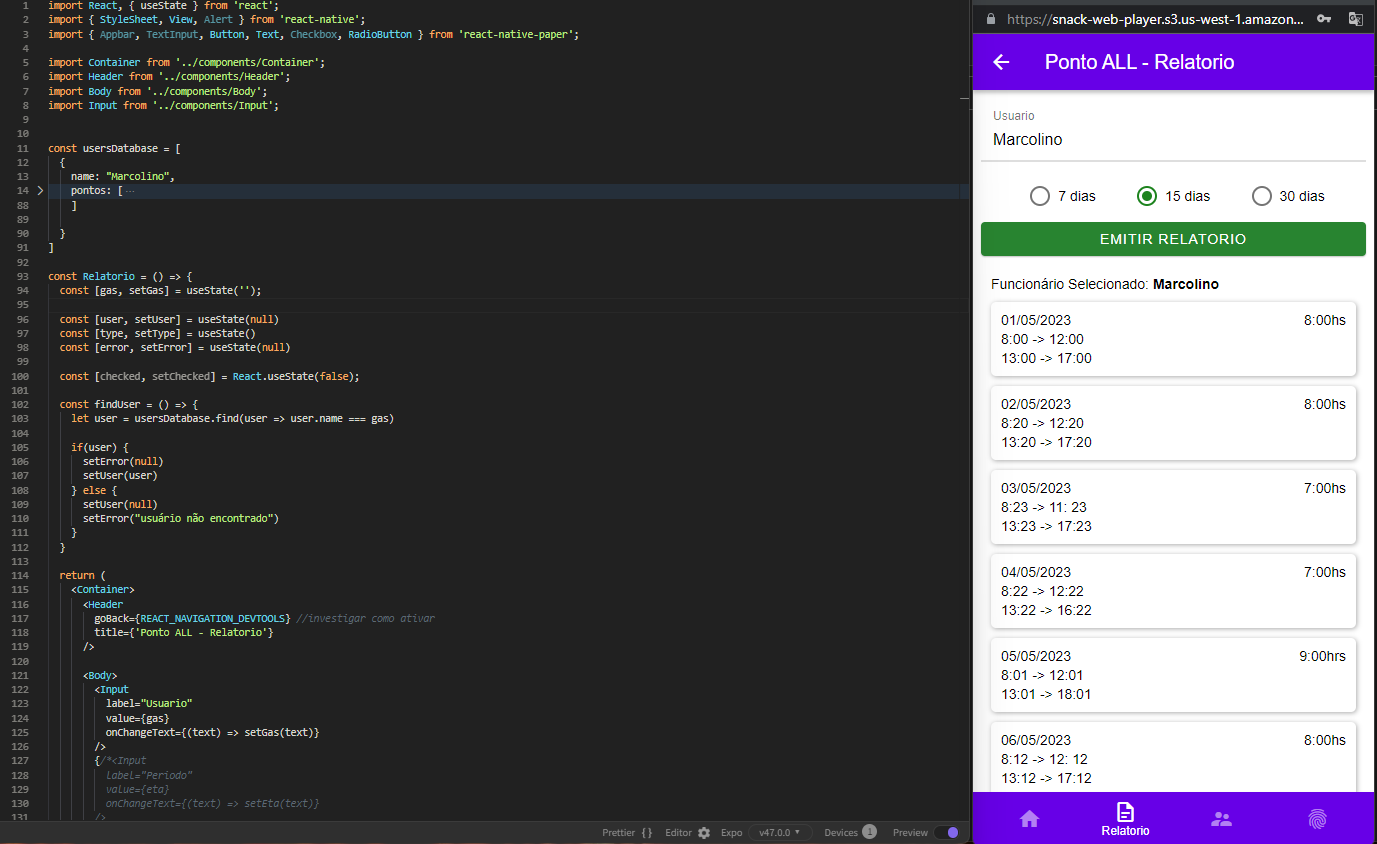 1 import React, { useState } from 'react';
2 import { StyleSheet, View, Alert } from 'react-native';
3 import { Appbar, TextInput, Button, Text, Checkbox, RadioButton } from 'react-native-paper';
4
5 import Container from '../components/Container';
6 import Header from '../components/Header';
7 import Body from '../components/Body';
8 import Input from '../components/Input';
9
10
11 const usersDatabase = [
12 {
13 name: "Marcolino",
14 pontos: [ ···
88 ]
89
90 }
91 ]
92
93 const Relatorio = () => {
94 const [gas, setGas] = useState('');
95
96 const [user, setUser] = useState(null)
97 const [type, setType] = useState()
98 const [error, setError] = useState(null)
99
100 const [checked, setChecked] = React.useState(false);
101
102 const findUser = () => {
103 let user = usersDatabase.find(user => user.name === gas)
104
105 if(user) {
106 setError(null)
107 setUser(user)
108 } else {
109 setUser(null)
110 setError("usuário não encontrado")
111 }
112 }
113
114 return (
115 <Container>
116 <Header
117 goBack={REACT_NAVIGATION_DEVTOOLS} //investigar como ativar
118 title={'Ponto ALL - Relatorio'}
119 />
120
121 <Body>
122 <Input
123 label="Usuario"
124 value={gas}
125 onChangeText={(text) => setGas(text)}
126 />
127 {/*<Input
128 label="Periodo"
129 value={eta}
130 onChangeText={(text) => setEta(text)}
131 />
Prettier {} Editor Expo v47.0.0 Devices 1 Preview
https://snack-web-player.s3.us-west-1.amazon...
Ponto ALL - Relatorio
Usuario
Marcolino
7 dias 15 dias 30 dias
EMITIR RELATORIO
Funcionário Selecionado: Marcolino
01/05/2023 8:00hs
8:00 -> 12:00
13:00 -> 17:00
02/05/2023 8:00hs
8:20 -> 12:20
13:20 -> 17:20
03/05/2023 7:00hs
8:23 -> 11: 23
13:23 -> 17:23
04/05/2023 7:00hs
8:22 -> 12:22
13:22 -> 16:22
05/05/2023 9:00hrs
8:01 -> 12:01
13:01 -> 18:01
06/05/2023 8:00hs
8:12 -> 12: 12
13:12 -> 17:12
Relatorio